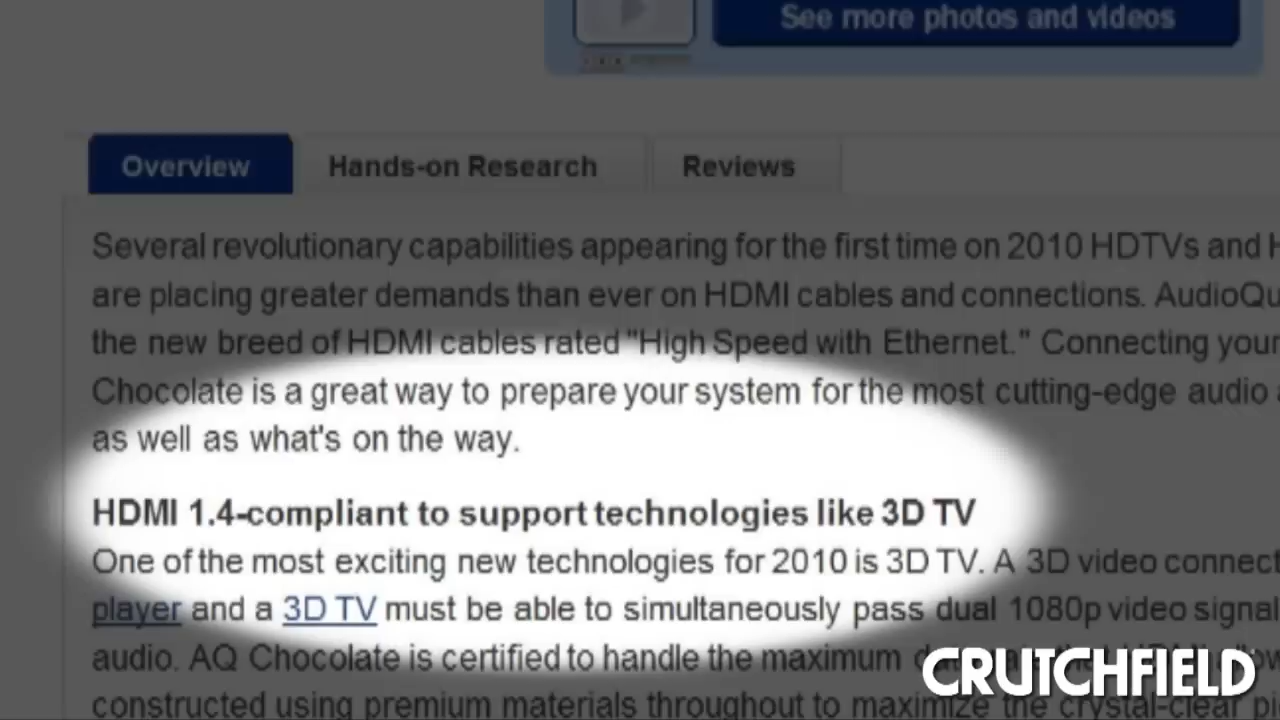 See more photos and videos
Overview Hands-on Research Reviews
Several revolutionary capabilities appearing for the first time on 2010 HDTVs and
are placing greater demands than ever on HDMI cables and connections.
the new breed of HDMI cables rated "High Speed with Ethernet." Connecting your
Chocolate is a great way to prepare your system for the most cutting-edge audio
as well as what's on the way.
HDMI 1.4-compliant to support technologies like 3D TV
One of the most exciting new technologies for 2010 is 3D TV. A 3D video
player and a 3D TV must be able to simultaneously pass dual 1080p video
audio. AQ Chocolate is certified to handle the maximum
constructed using premium materials throughout to maximize the crystal-clear
CRUTCHFIELD